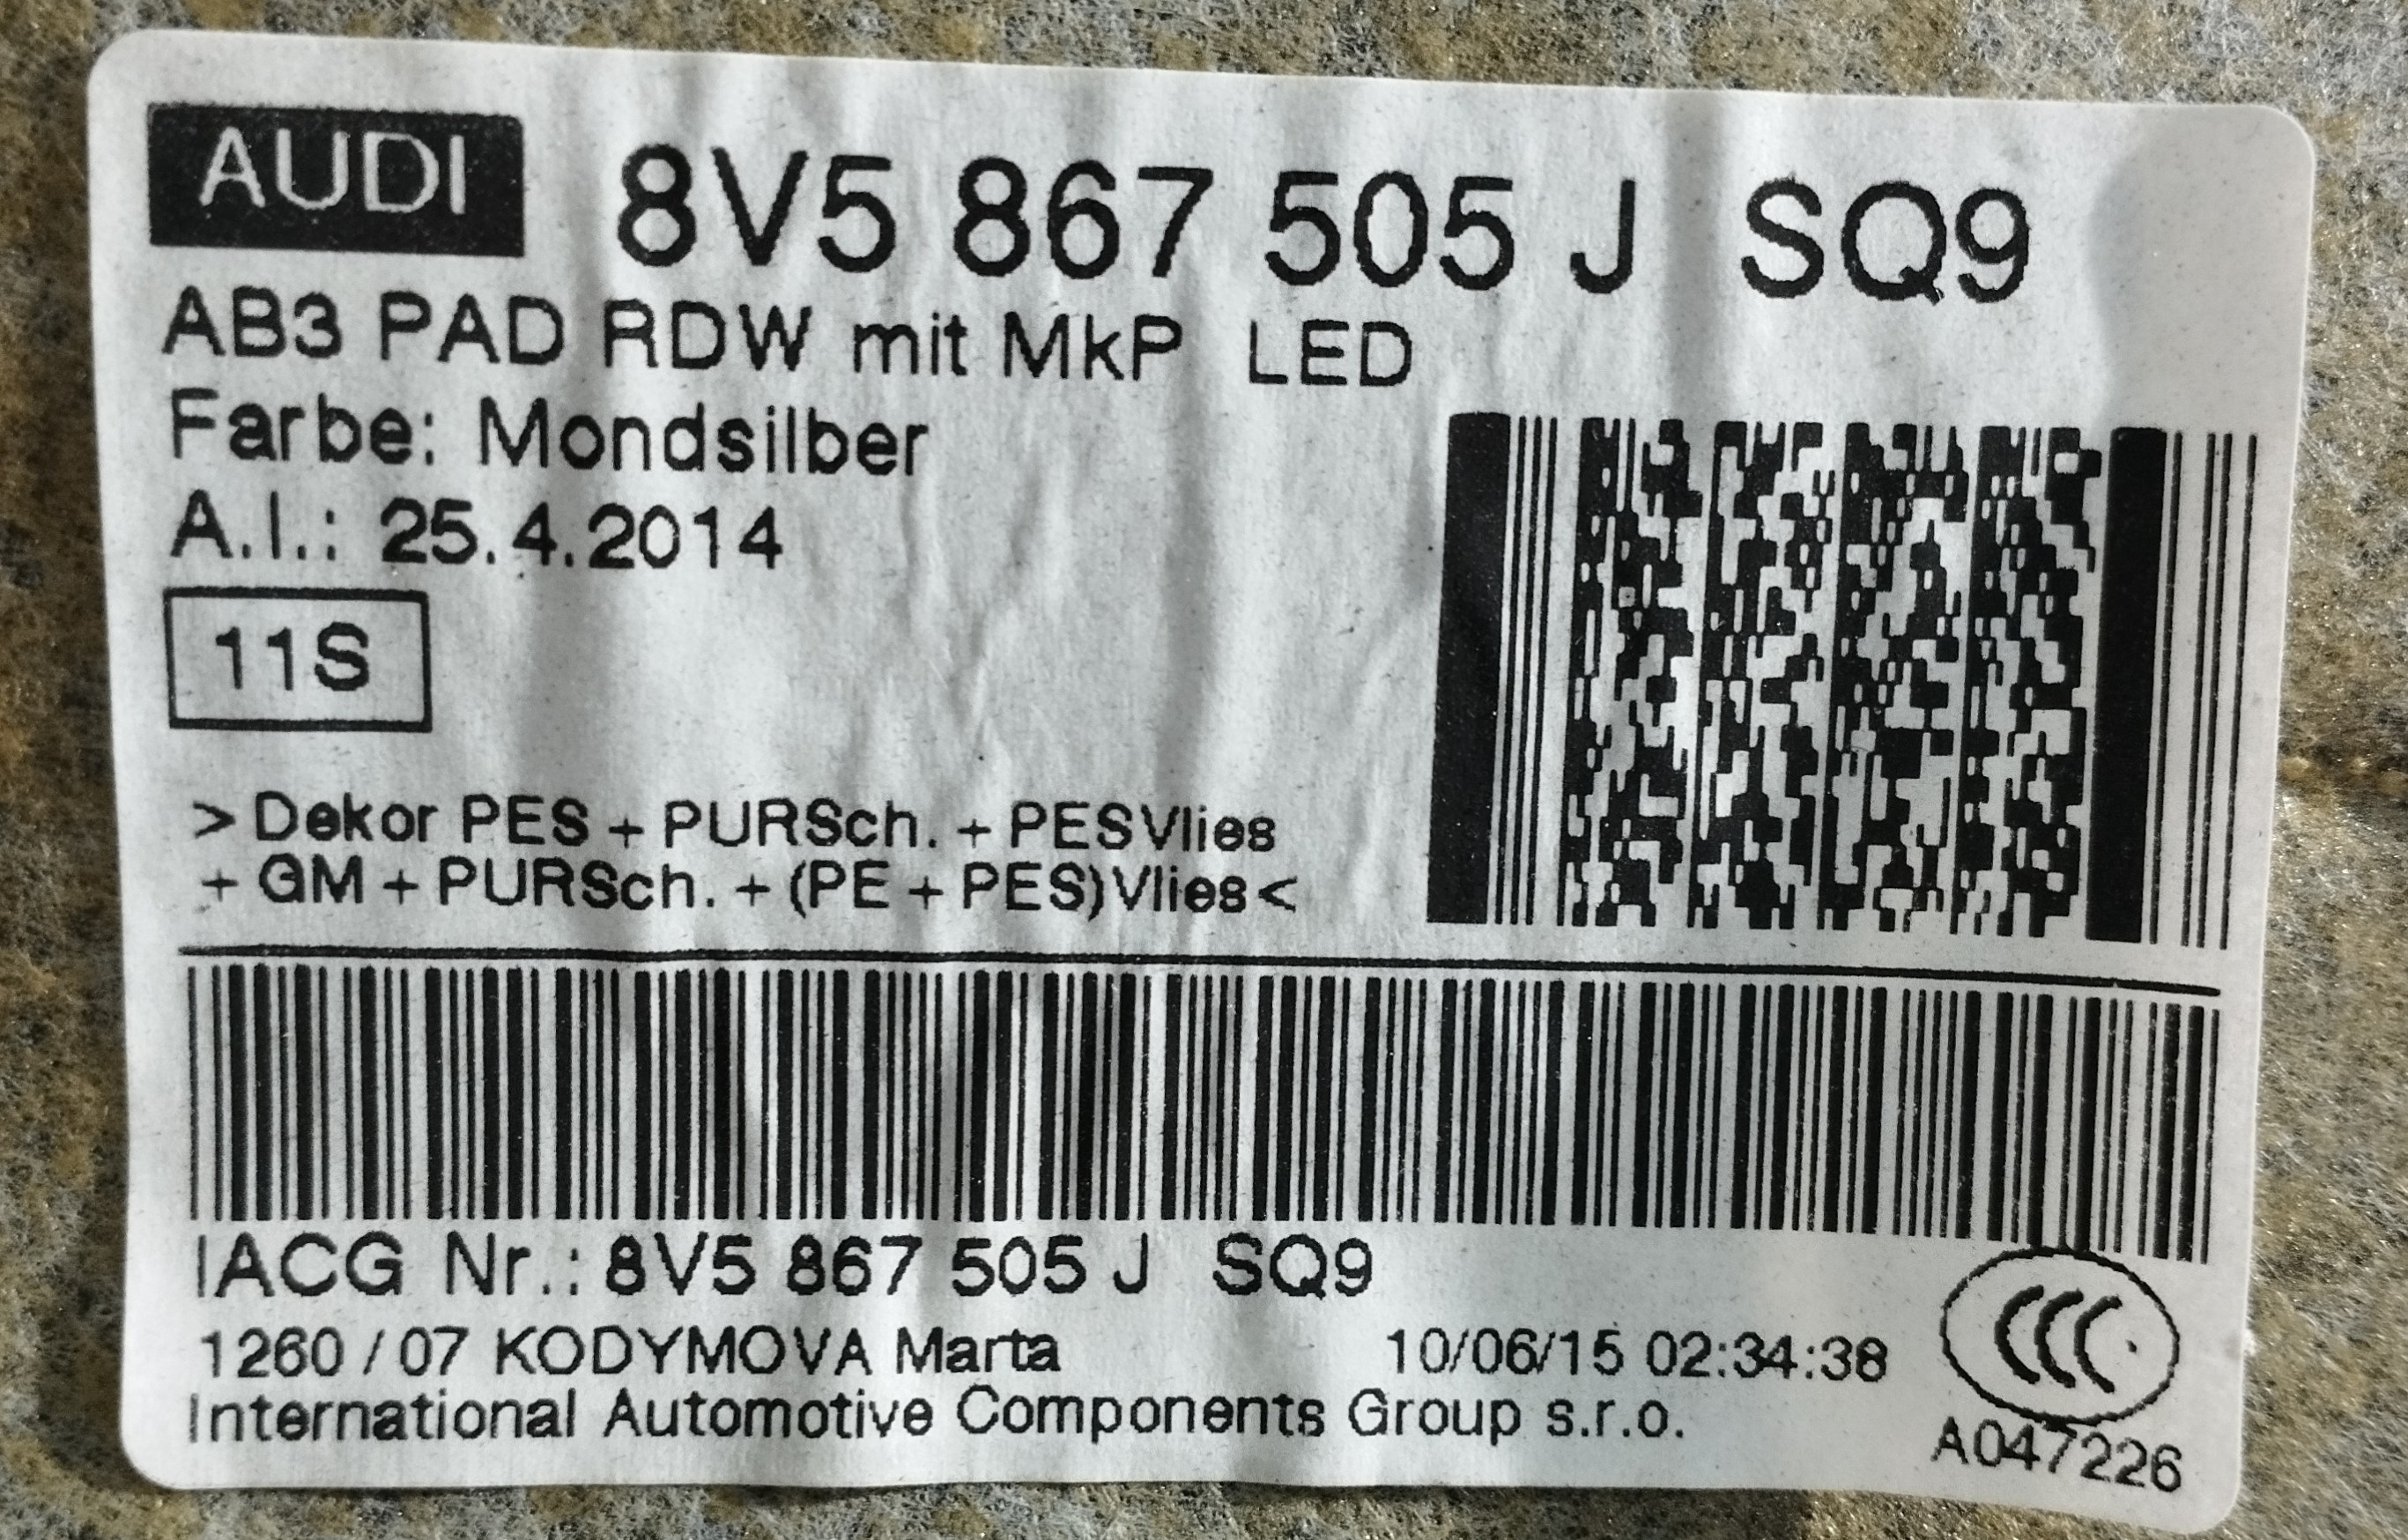 AUDI 8V5 867 505 J SQ9
AB3 PAD RDW mit MkP LED
Farbe: Mondsilber
A.I.: 25.4.2014
11S
> Dekor PES + PURSch. + PESVlies
+ GM + PURSch. + (PE + PES)Vlies<
IACG Nr.: 8V5 867 505 J SQ9
1260 / 07 KODYMOVA Marta 10/06/15 02:34:38
International Automotive Components Group s.r.o.
CCC
A047226